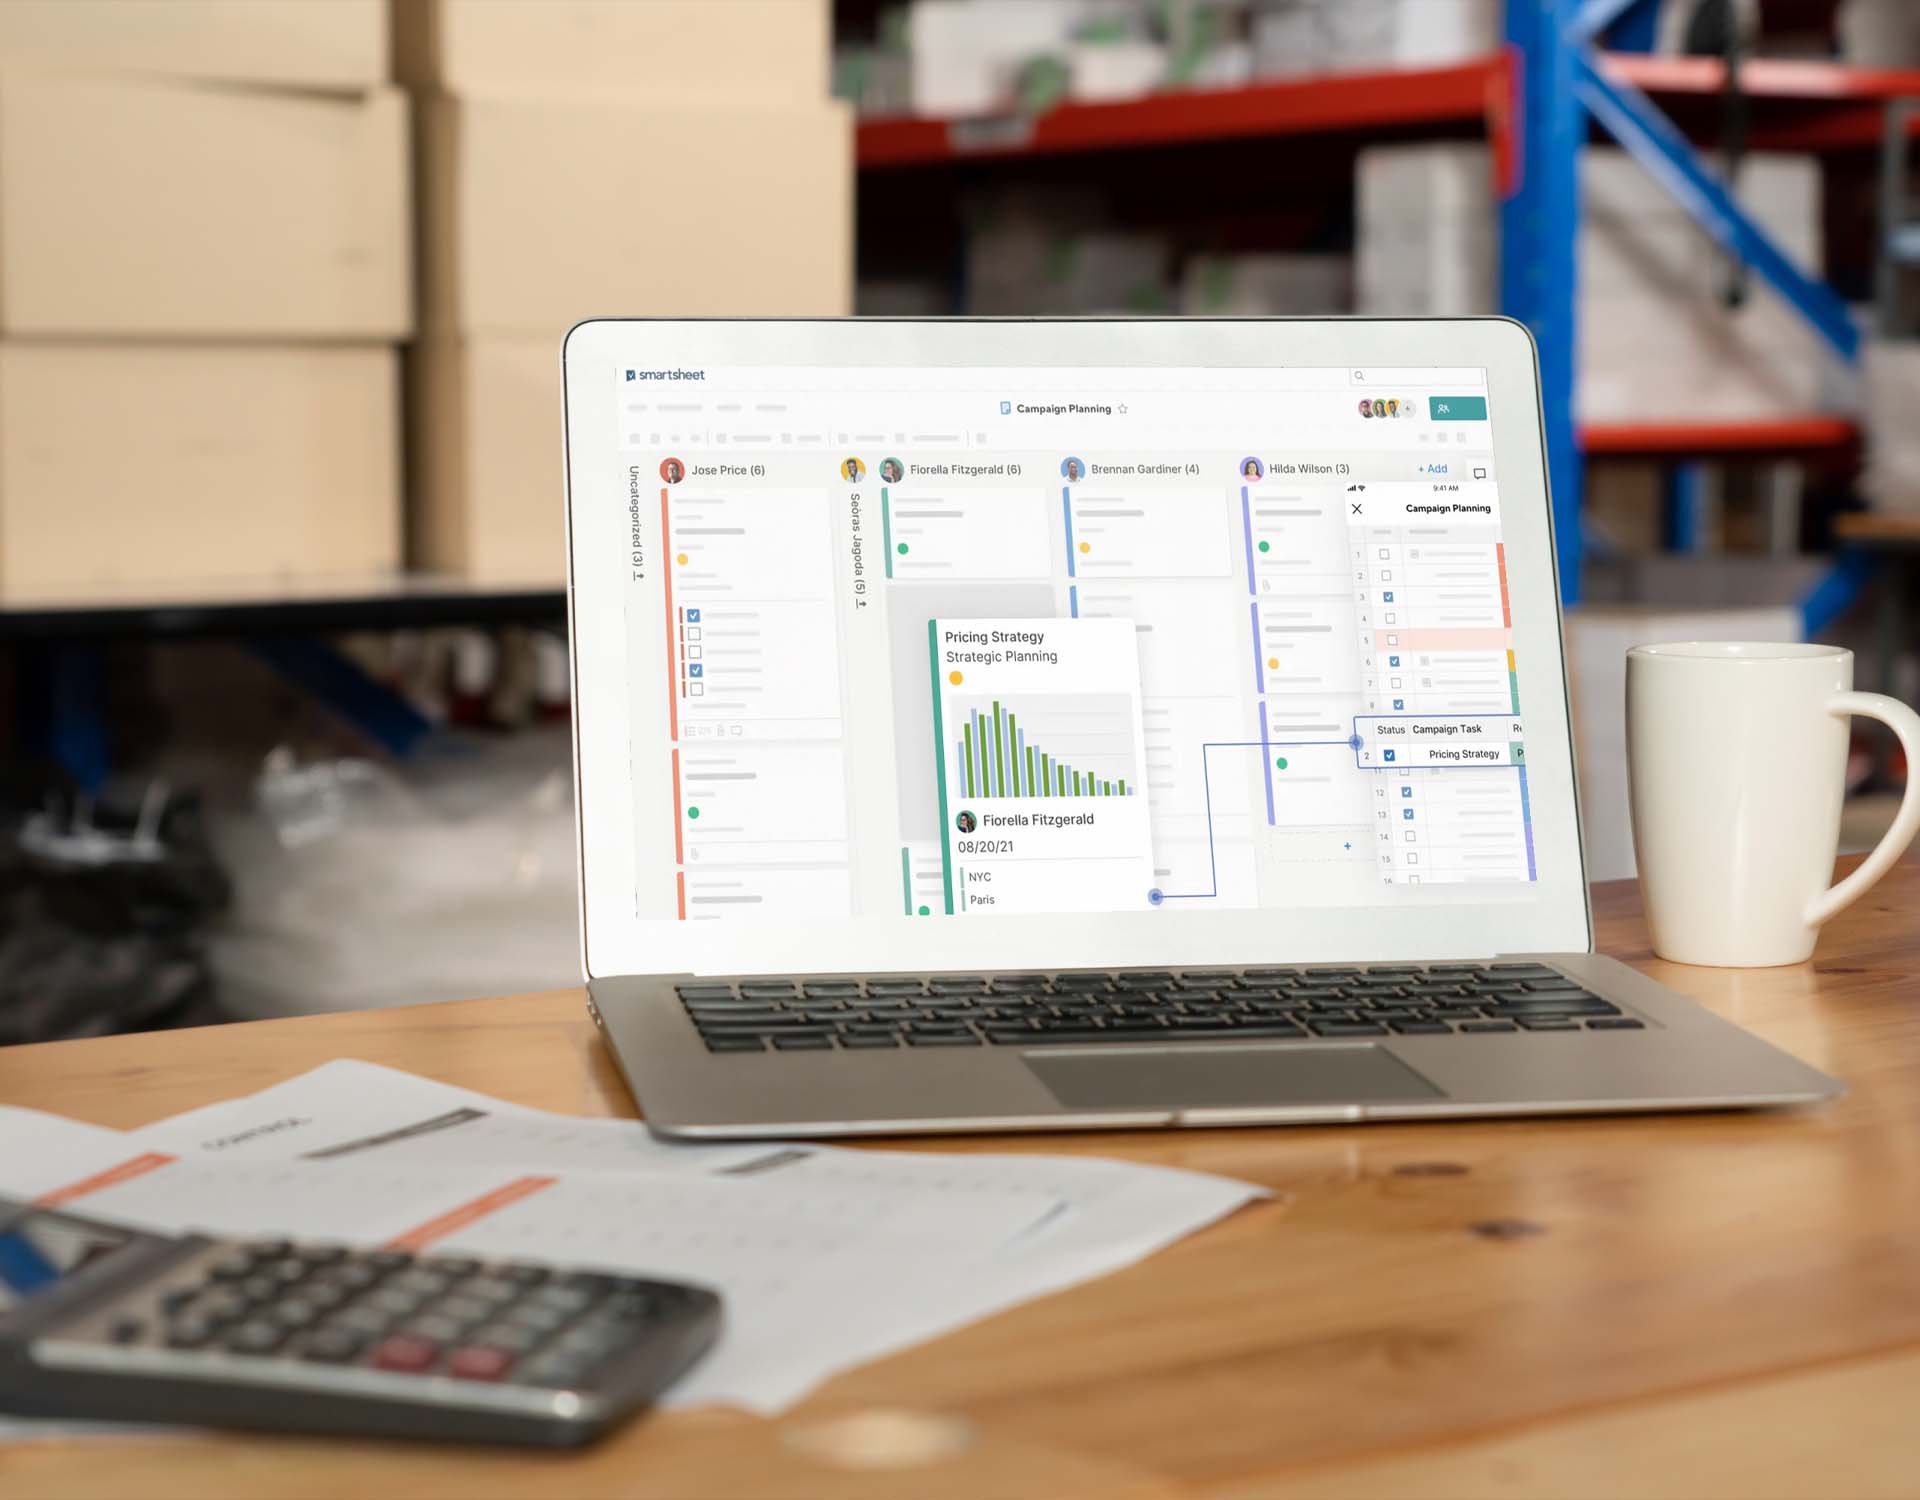 smartsheet
Campaign Planning
Uncategorized (3)
Jose Price (6)
Seòras Jagoda (5)
Fiorella Fitzgerald (6)
Brennan Gardiner (4)
Hilda Wilson (3)
+ Add
9:41 AM
Campaign Planning
1
2
3
4
5
6
7
8
Status Campaign Task Re
2 Pricing Strategy P
11
12
13
14
15
16
Pricing Strategy
Strategic Planning
Fiorella Fitzgerald
08/20/21
NYC
Paris
CONTROL